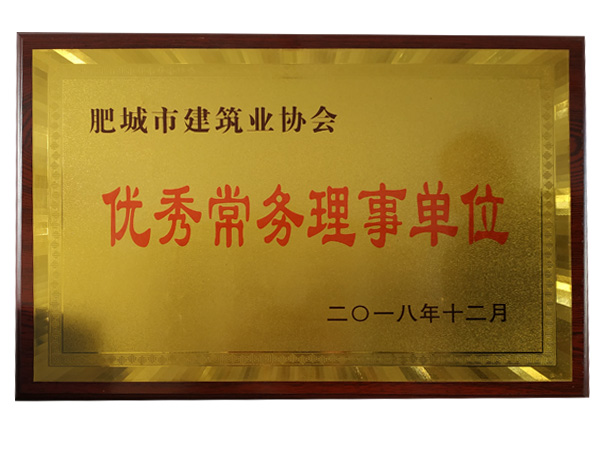 肥城市建筑业协会
优秀常务理事单位
二〇一八年十二月